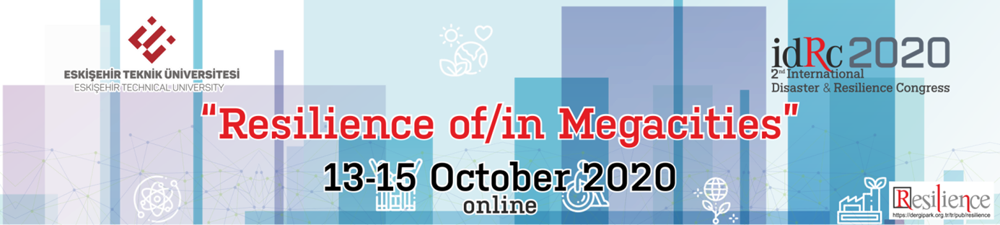 ESKİŞEHİR TEKNİK ÜNİVERSİTESİ
ESKİŞEHİR TECHNICAL UNIVERSITY
idRc 2020
2nd International
Disaster & Resilience Congress
“Resilience of/in Megacities”
13-15 October 2020
online
Resilience
https://dergipark.org.tr/tr/pub/resilience